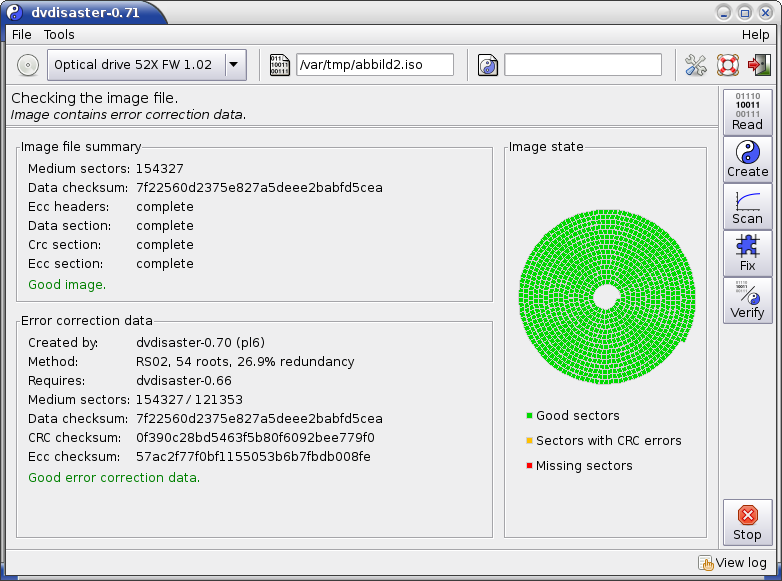 dvdisaster-0.71
File Tools Help
Optical drive 52X FW 1.02
/var/tmp/abbild2.iso
Checking the image file.
Image contains error correction data.
Image file summary
Medium sectors: 154327
Data checksum: 7f22560d2375e827a5deee2babfd5cea
Ecc headers: complete
Data section: complete
Crc section: complete
Ecc section: complete
Good image.
Error correction data
Created by: dvdisaster-0.70 (pl6)
Method: RS02, 54 roots, 26.9% redundancy
Requires: dvdisaster-0.66
Medium sectors: 154327 / 121353
Data checksum: 7f22560d2375e827a5deee2babfd5cea
CRC checksum: 0f390c28bd5463f5b80f6092bee779f0
Ecc checksum: 57ac2f77f0bf1155053b6b7fbdb008fe
Good error correction data.
Image state
Good sectors
Sectors with CRC errors
Missing sectors
01110
10011
00111
Read
Create
Scan
Fix
Verify
Stop
View log